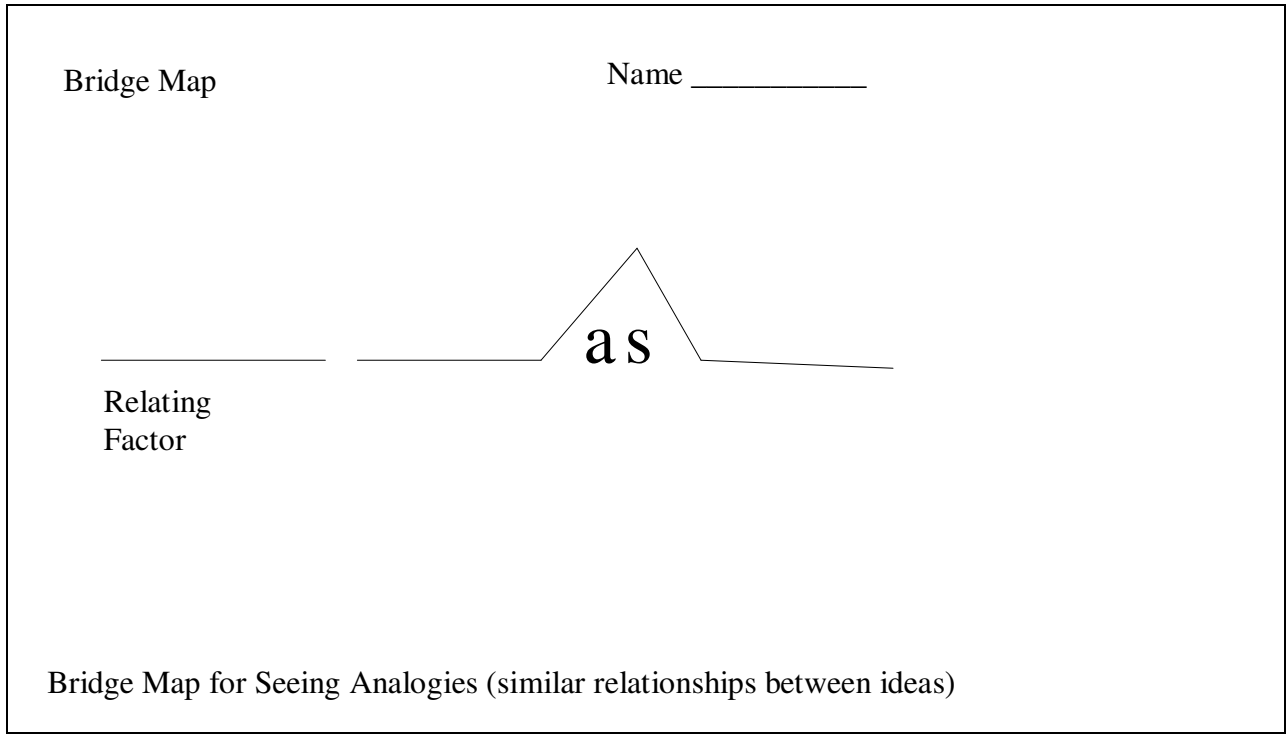 Bridge Map
Name ___________
as
Relating
Factor
Bridge Map for Seeing Analogies (similar relationships between ideas)